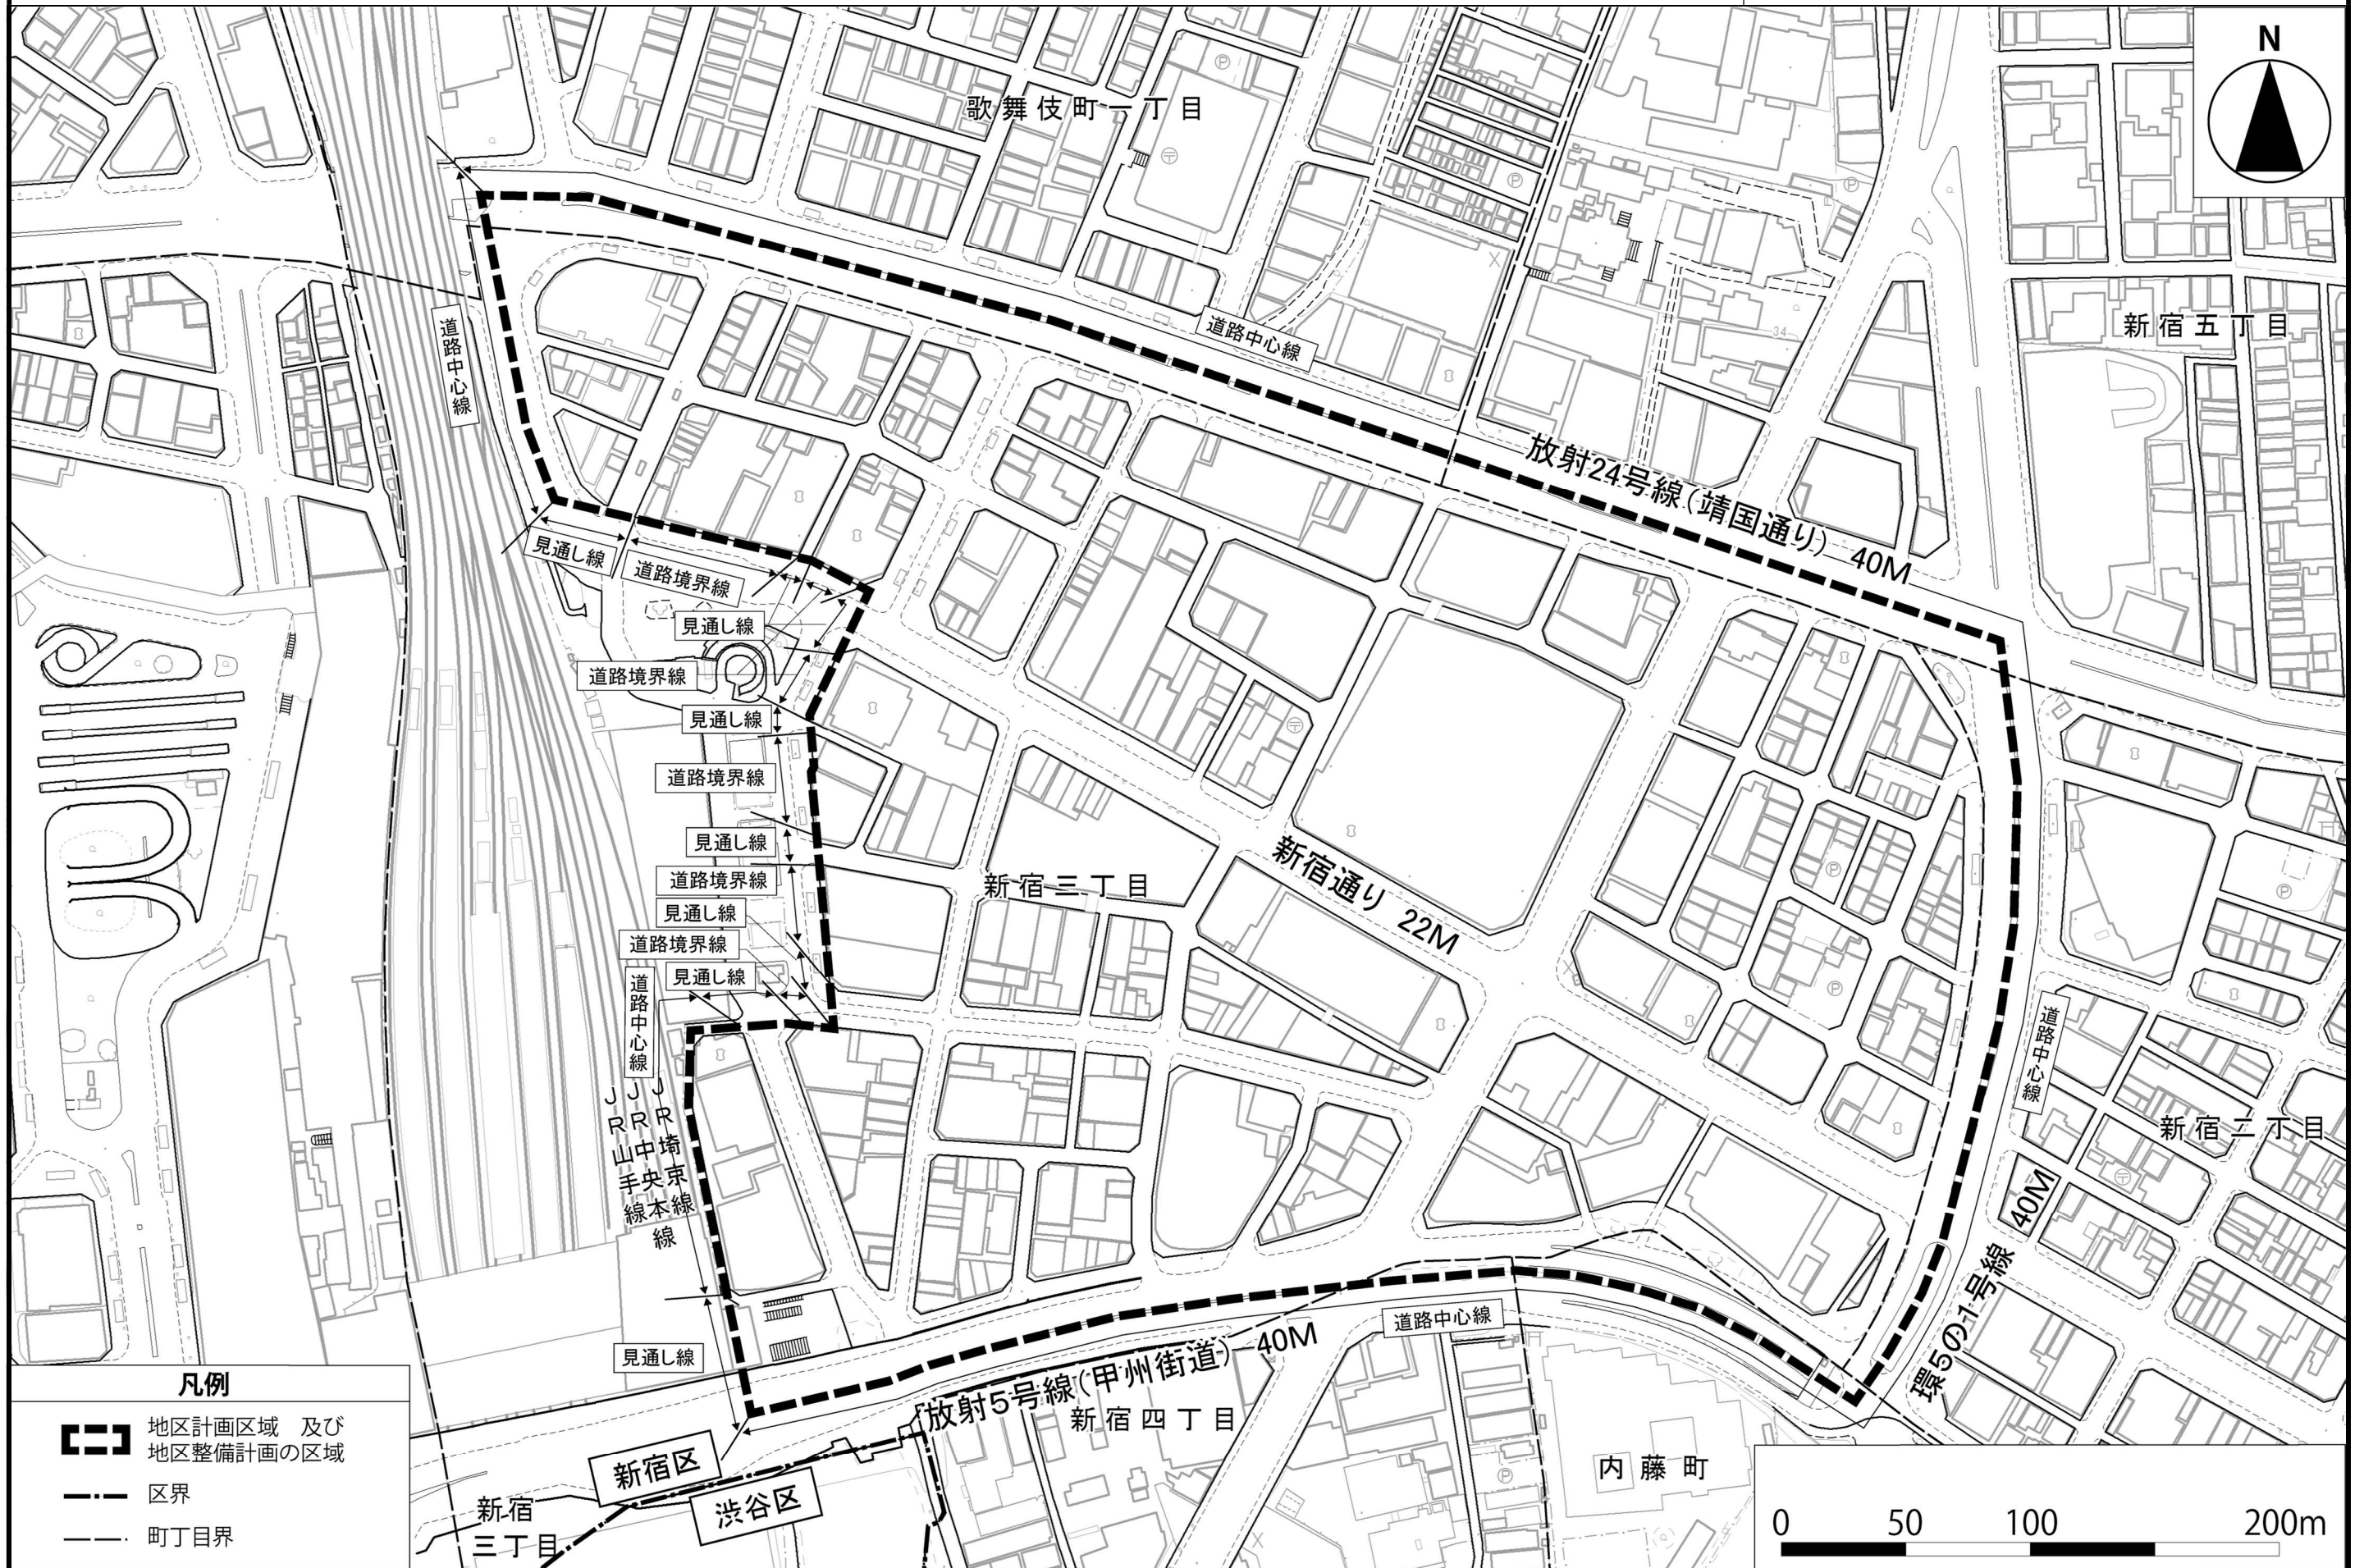 N
歌舞伎町一丁目
新宿五丁目
道路中心線
道路中心線
34
放射24号線（靖国通り） 40M
見通し線
道路境界線
見通し線
道路境界線
見通し線
道路境界線
見通し線
道路境界線
見通し線
道路境界線
見通し線
道路中心線
新宿三丁目
新宿通り 22M
道路中心線
JR埼京線
JR中央本線
JR山手線
新宿二丁目
40M
環5の1号線
見通し線
道路中心線
放射5号線（甲州街道） 40M
新宿四丁目
内藤町
新宿区
渋谷区
新宿
三丁目
凡例
地区計画区域 及び
地区整備計画の区域
区界
町丁目界
0 50 100 200m